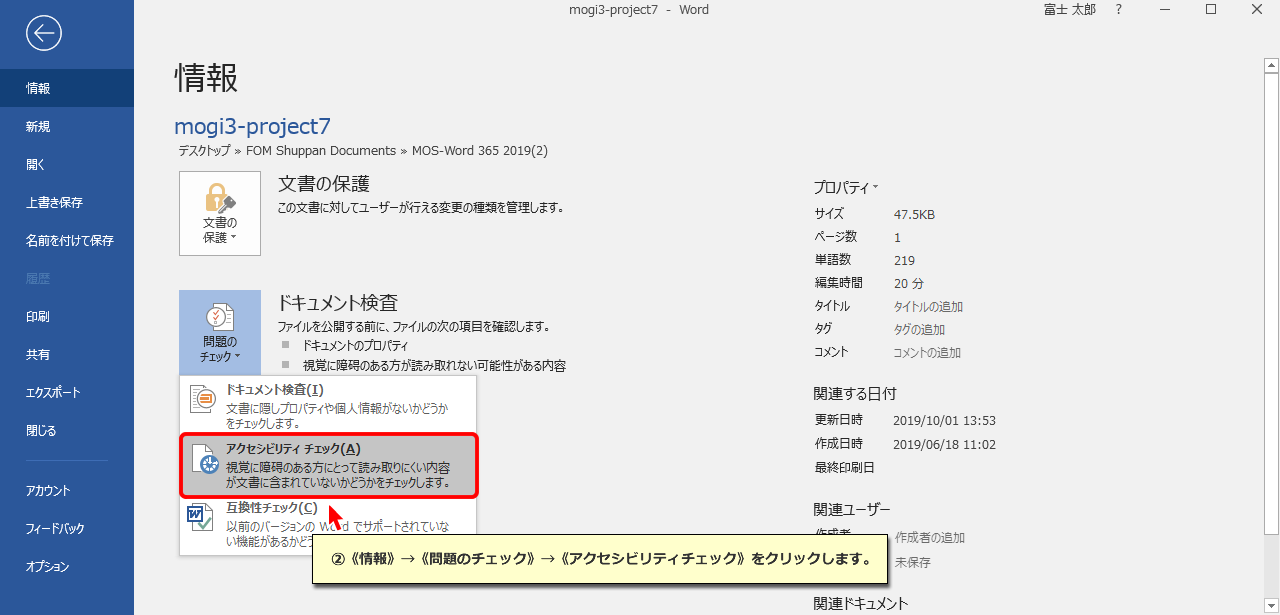 mogi3-project7 - Word
富士 太郎 ?
情報
新規
開く
上書き保存
名前を付けて保存
履歴
印刷
共有
エクスポート
閉じる
アカウント
フィードバック
オプション
情報
mogi3-project7
デスクトップ » FOM Shuppan Documents » MOS-Word 365 2019(2)
文書の
保護
文書の保護
この文書に対してユーザーが行える変更の種類を管理します。
問題の
チェック
ドキュメント検査
ファイルを公開する前に、ファイルの次の項目を確認します。
ドキュメントのプロパティ
視覚に障碍のある方が読み取れない可能性がある内容
ドキュメント検査(I)
文書に隠しプロパティや個人情報がないかどうか
をチェックします。
アクセシビリティ チェック(A)
視覚に障碍のある方にとって読み取りにくい内容
が文書に含まれていないかどうかをチェックします。
互換性チェック(C)
以前のバージョンの Word でサポートされていな
い機能があるかどう
②《情報》→《問題のチェック》→《アクセシビリティチェック》をクリックします。
プロパティ
サイズ 47.5KB
ページ数 1
単語数 219
編集時間 20 分
タイトル タイトルの追加
タグ タグの追加
コメント コメントの追加
関連する日付
更新日時 2019/10/01 13:53
作成日時 2019/06/18 11:02
最終印刷日
関連ユーザー
作成者 作成者の追加
未保存
関連ドキュメント